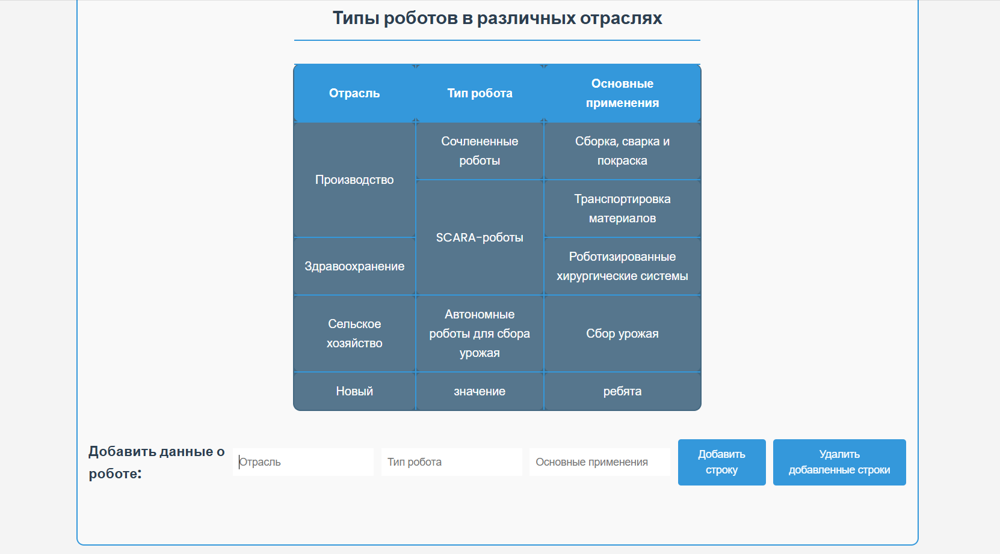 Типы роботов в различных отраслях
Отрасль
Тип робота
Основные
применения
Производство
Сочлененные
роботы
Сборка, сварка и
покраска
SCARA-роботы
Транспортировка
материалов
Здравоохранение
Роботизированные
хирургические системы
Сельское
хозяйство
Автономные
роботы для сбора
урожая
Сбор урожая
Новый
значение
ребята
Добавить данные о
роботе:
Отрасль
Тип робота
Основные применения
Добавить
строку
Удалить
добавленные строки